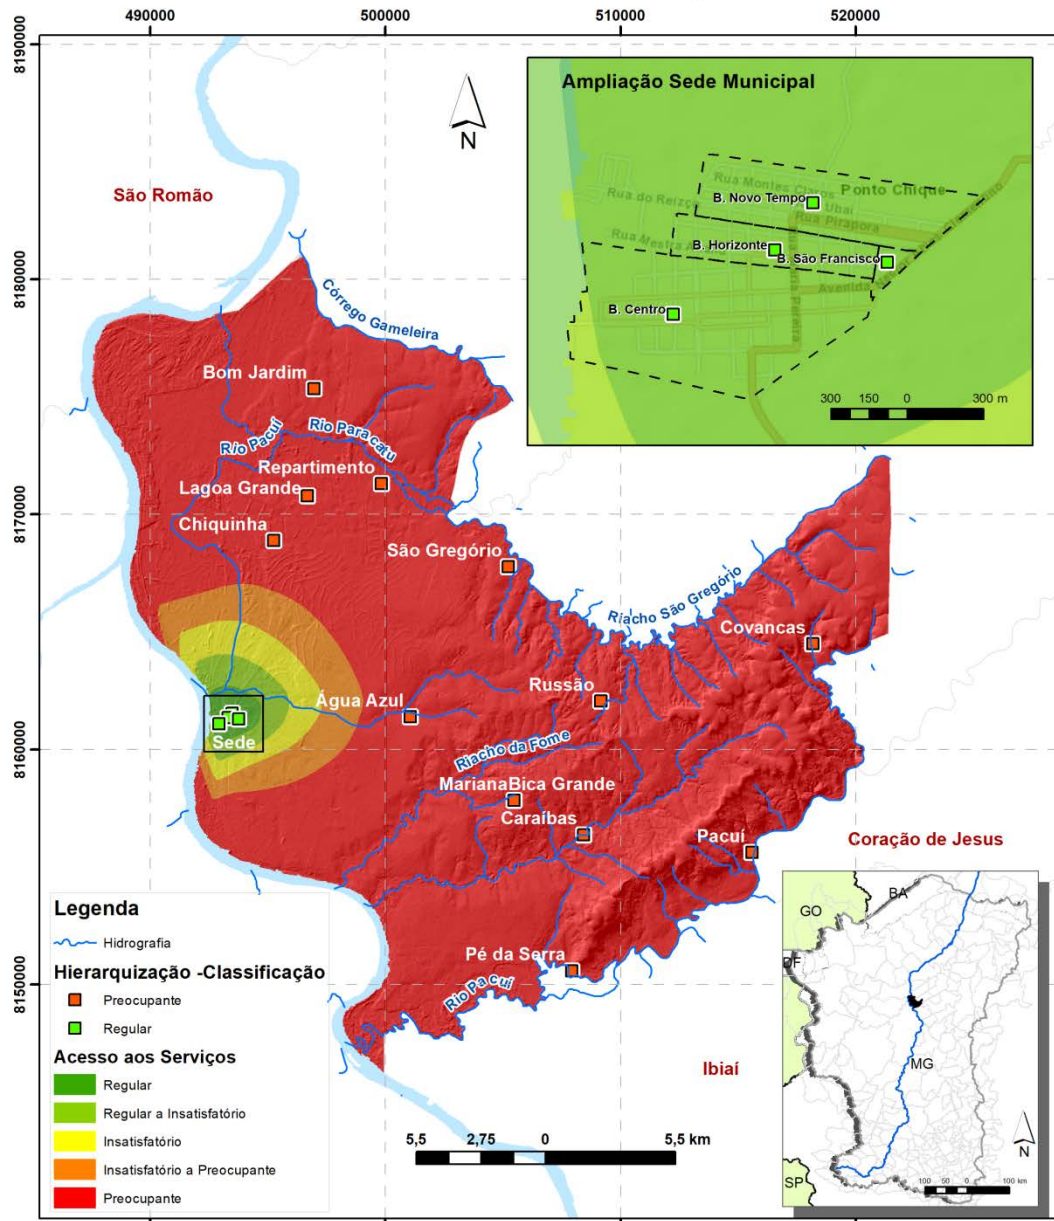 490000
500000
510000
520000
8190000
8180000
8170000
8160000
8150000
N
São Romão
Córrego Gameleira
Bom Jardim
Rio Pacuí
Rio Paracatu
Repartimento
Lagoa Grande
Chiquinha
São Gregório
Riacho São Gregório
Covancas
Russão
Água Azul
Sede
Riacho da Fome
Mariana
Bica Grande
Caraíbas
Pacuí
Pé da Serra
Rio Pacuí
Coração de Jesus
Ibiaí
Ampliação Sede Municipal
Rua Montes Claros
Ponto Chique
Rua do Reizço
B. Novo Tempo
Ubaí
Rua Pirapora
Rua Mestra
B. Horizonte
B. São Francisco
Avenida
Pereira
B. Centro
300 150 0 300 m
Legenda
Hidrografia
Hierarquização -Classificação
Preocupante
Regular
Acesso aos Serviços
Regular
Regular a Insatisfatório
Insatisfatório
Insatisfatório a Preocupante
Preocupante
5,5 2,75 0 5,5 km
BA
GO
DF
MG
SP
N
100 50 0 100 km